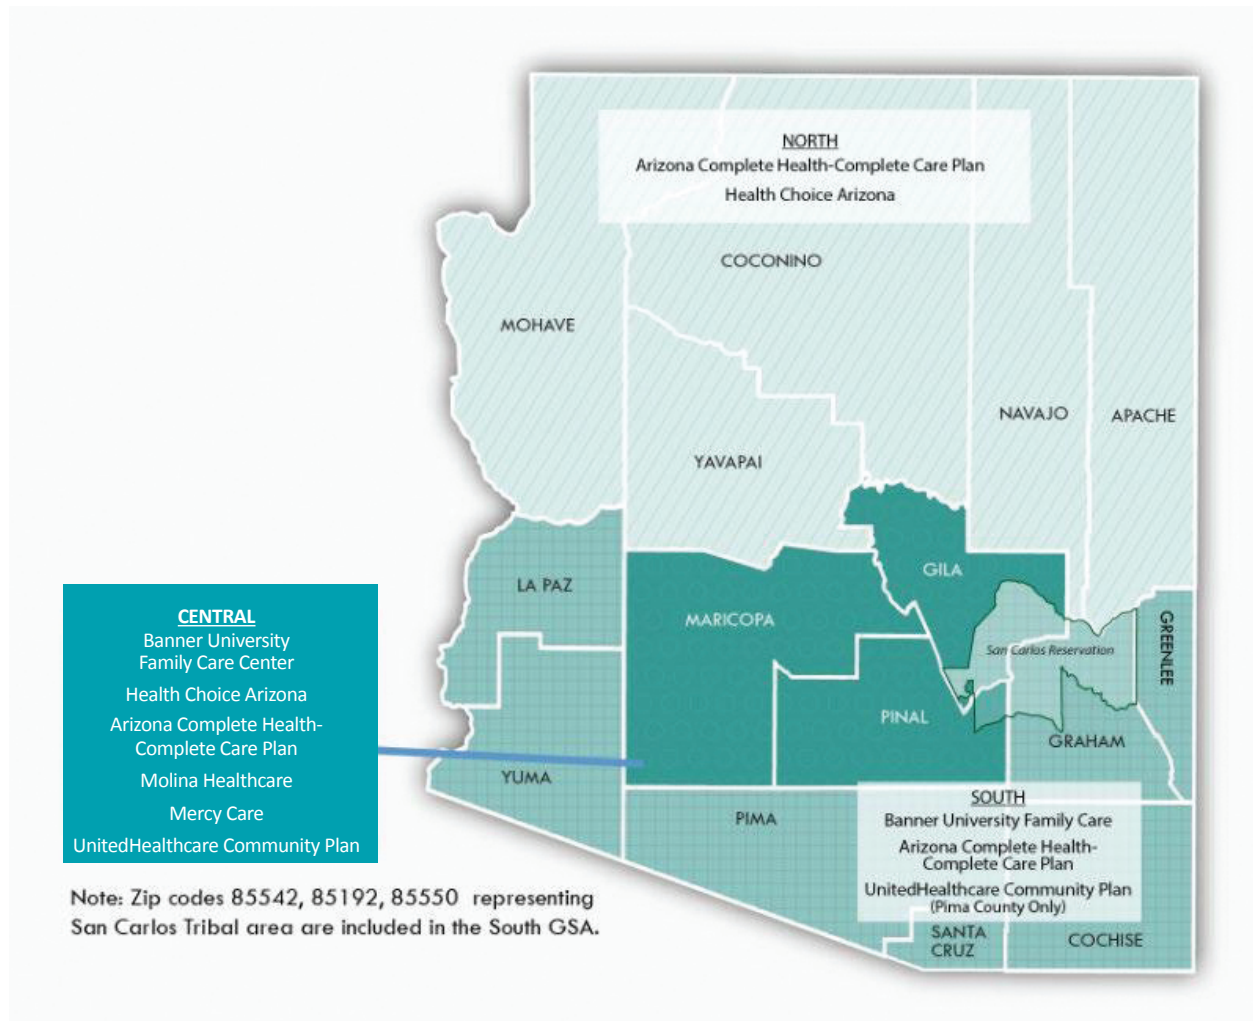 NORTH
Arizona Complete Health-Complete Care Plan
Health Choice Arizona
COCONINO
MOHAVE
NAVAJO
APACHE
YAVAPAI
GILA
LA PAZ
MARICOPA
San Carlos Reservation
GREENLEE
PINAL
GRAHAM
YUMA
PIMA
CENTRAL
Banner University
Family Care Center
Health Choice Arizona
Arizona Complete Health-
Complete Care Plan
Molina Healthcare
Mercy Care
UnitedHealthcare Community Plan
SOUTH
Banner University Family Care
Arizona Complete Health-
Complete Care Plan
UnitedHealthcare Community Plan
(Pima County Only)
SANTA
CRUZ
COCHISE
Note: Zip codes 85542, 85192, 85550 representing
San Carlos Tribal area are included in the South GSA.